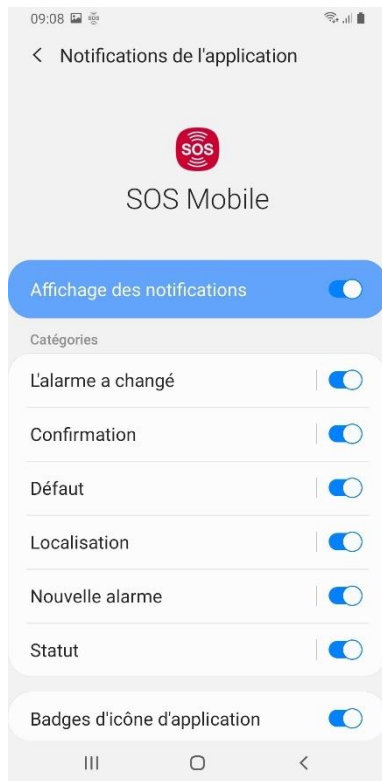 09:08
Notifications de l'application
SOS
SOS Mobile
Affichage des notifications
Catégories
L'alarme a changé
Confirmation
Défaut
Localisation
Nouvelle alarme
Statut
Badges d'icône d'application